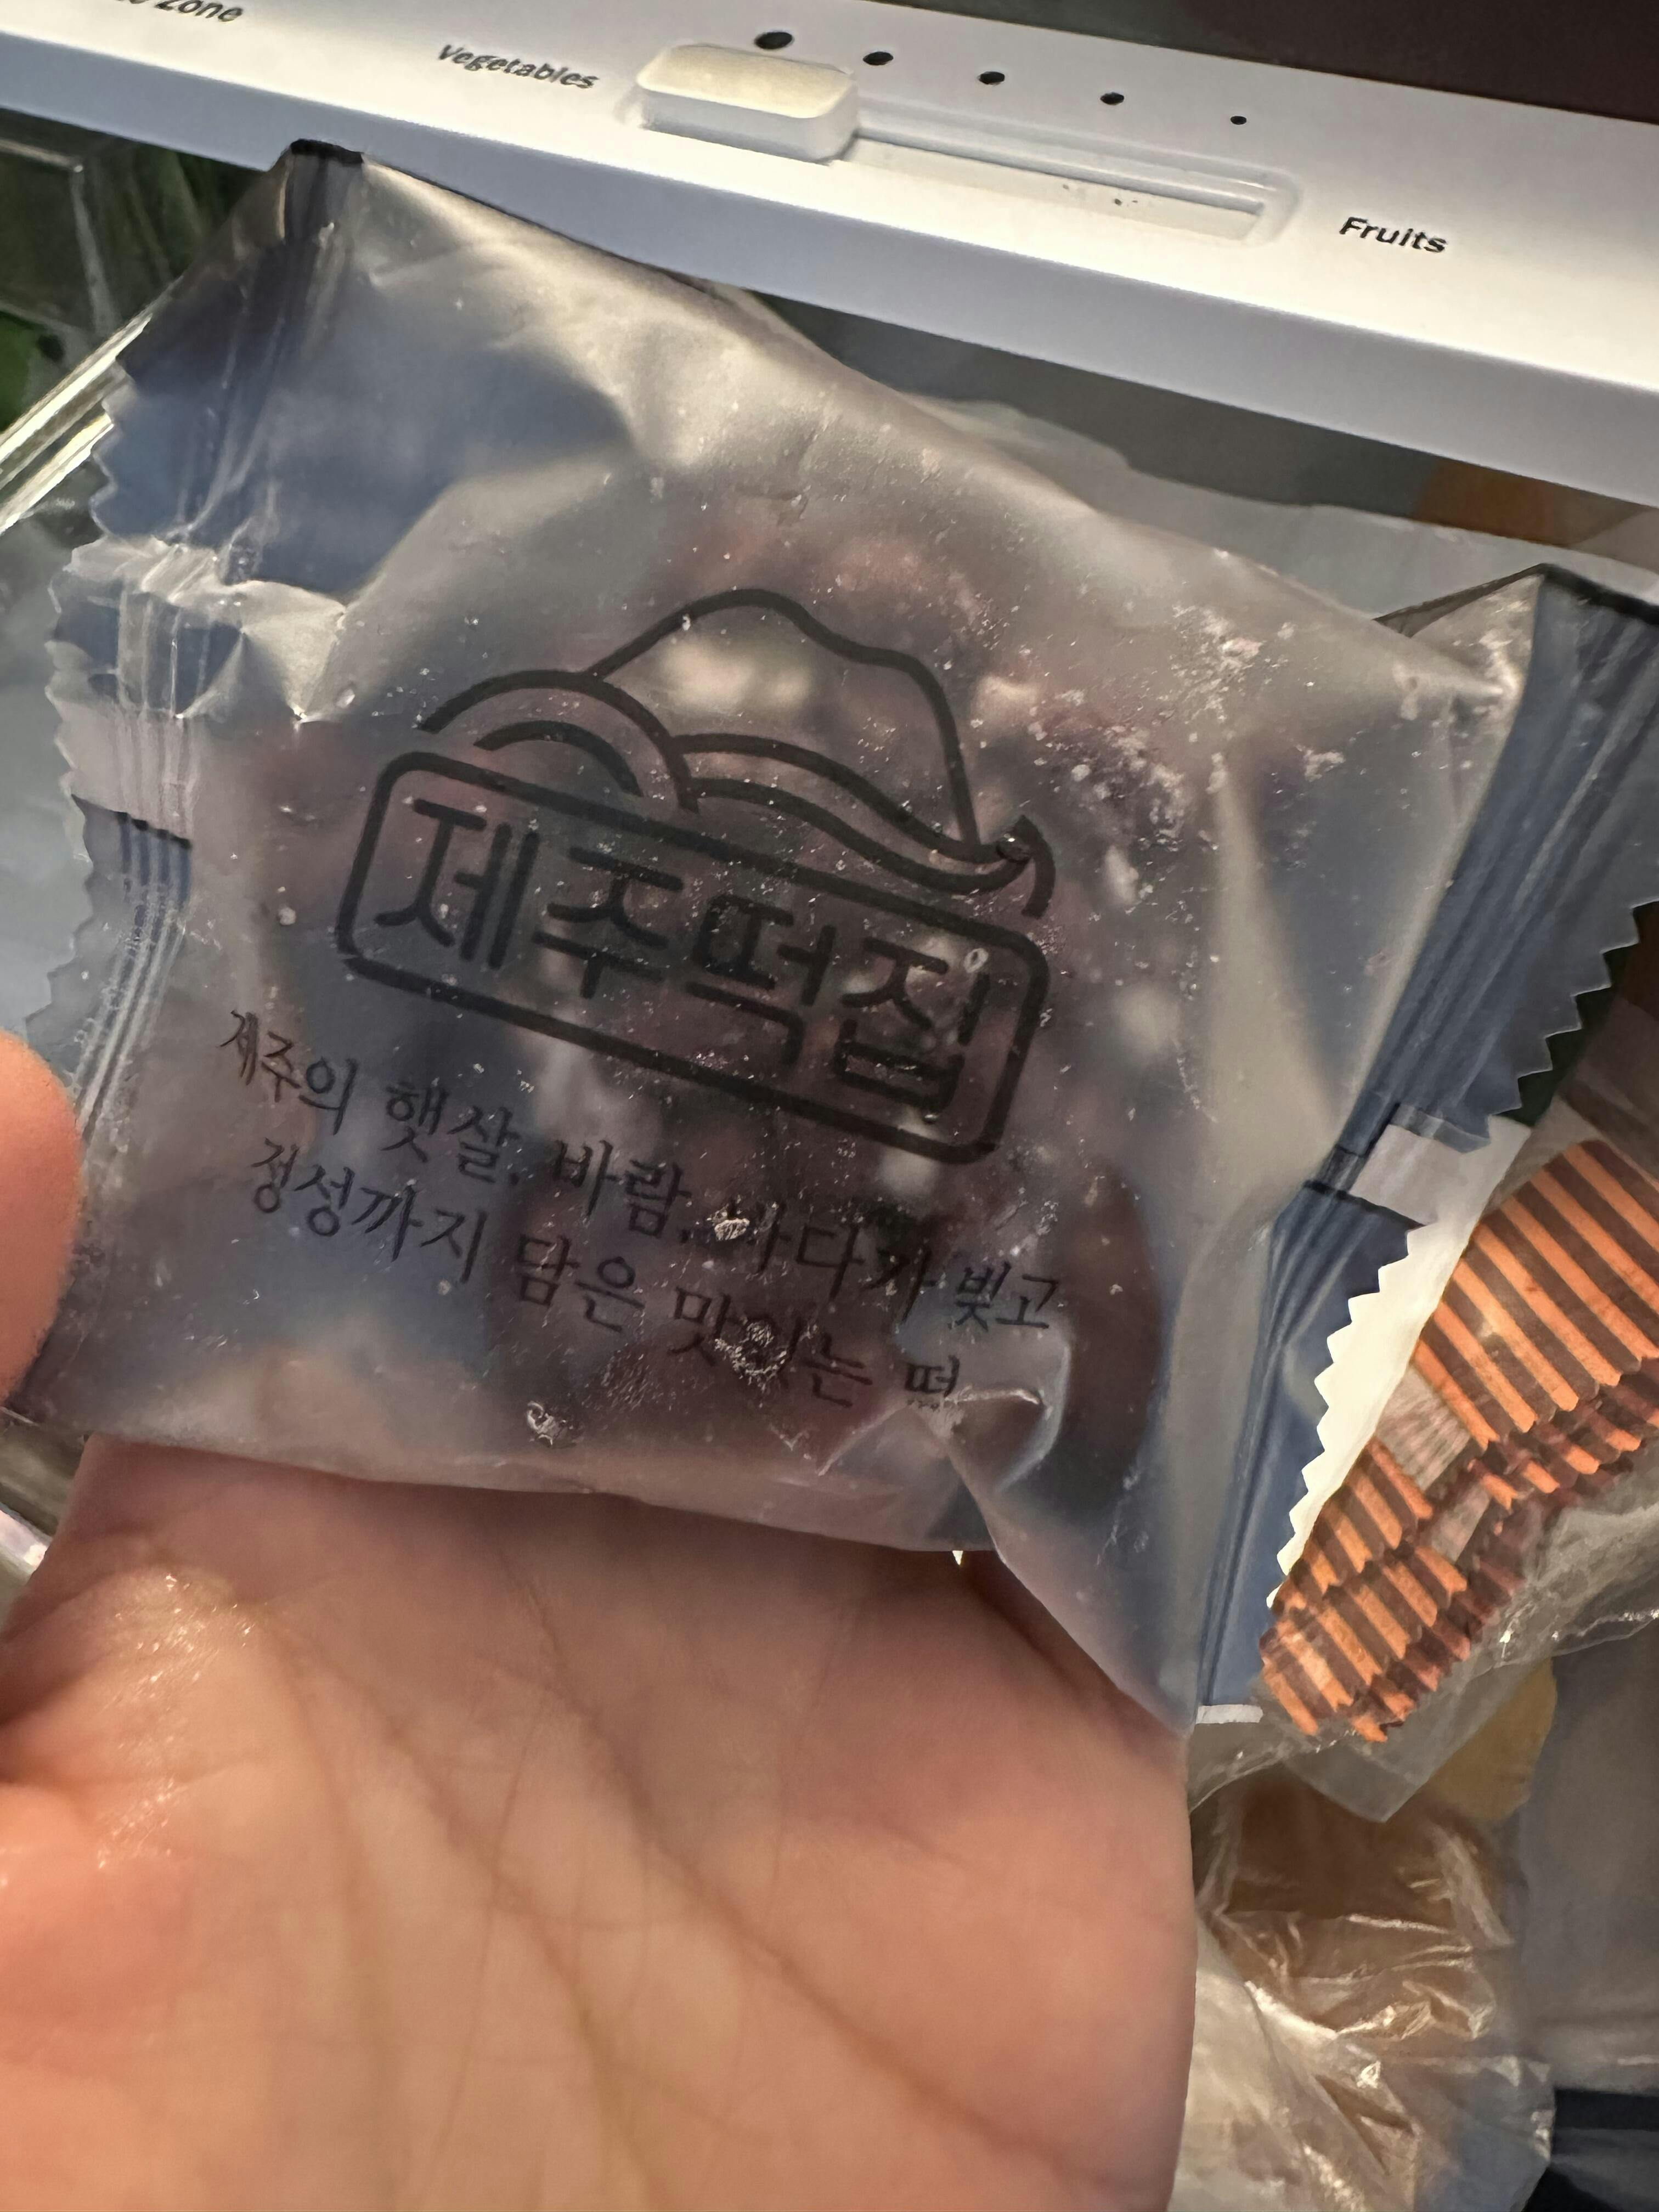 Zone
Vegetables
Fruits
제주떡집
제주의 햇살, 바람, 바다가 빚고
정성까지 담은 맛있는 떡